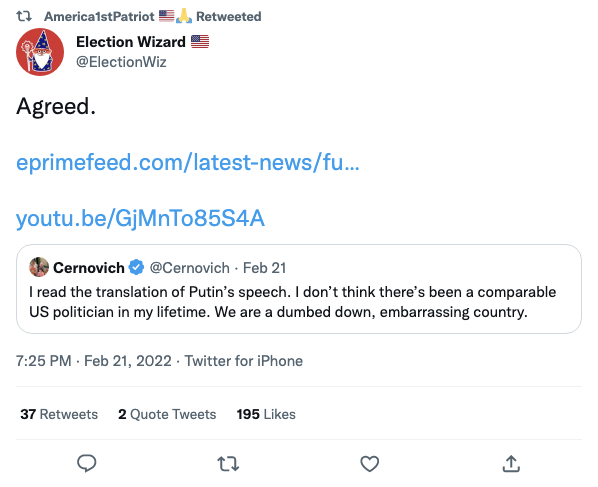 America1stPatriot 🇺🇸🙏 Retweeted
Election Wizard 🇺🇸
@ElectionWiz
Agreed.
eprimefeed.com/latest-news/fu...
youtu.be/GjMnTo85S4A
Cernovich @Cernovich · Feb 21
I read the translation of Putin’s speech. I don’t think there’s been a comparable
US politician in my lifetime. We are a dumbed down, embarrassing country.
7:25 PM · Feb 21, 2022 · Twitter for iPhone
37 Retweets 2 Quote Tweets 195 Likes